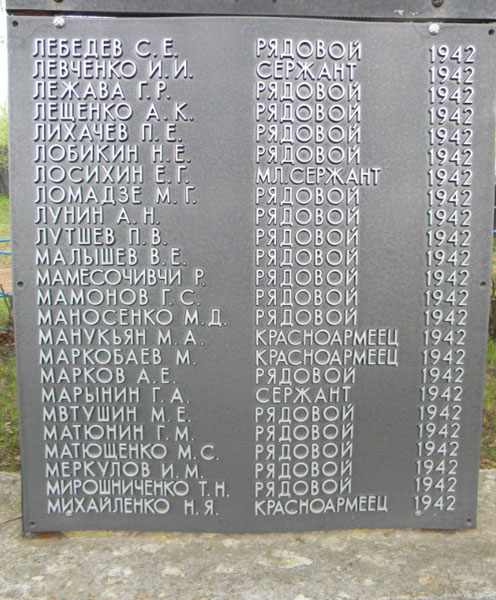 ЛЕБЕДЕВ С.Е. РЯДОВОЙ 1942
ЛЕВЧЕНКО И.И. СЕРЖАНТ 1942
ЛЕЖАВА Г.Р. РЯДОВОЙ 1942
ЛЕЩЕНКО А.К. РЯДОВОЙ 1942
ЛИХАЧЕВ П.Е. РЯДОВОЙ 1942
ЛОБИКИН Н.Е. РЯДОВОЙ 1942
ЛОСИХИН Е.Г. МЛ.СЕРЖАНТ 1942
ЛОМАДЗЕ М.Г. РЯДОВОЙ 1942
ЛУНИН А.Н. РЯДОВОЙ 1942
ЛУТШЕВ П.В. РЯДОВОЙ 1942
МАЛЫШЕВ В.Е. РЯДОВОЙ 1942
МАМЕСОЧИВЧИ Р. РЯДОВОЙ 1942
МАМОНОВ Г.С. РЯДОВОЙ 1942
МАНОСЕНКО М.Д. РЯДОВОЙ 1942
МАНУКЬЯН М.А. КРАСНОАРМЕЕЦ 1942
МАРКОБАЕВ М. КРАСНОАРМЕЕЦ 1942
МАРКОВ А.Е. РЯДОВОЙ 1942
МАРЫНИН Г.А. СЕРЖАНТ 1942
МВТУШИН М.Е. РЯДОВОЙ 1942
МАТЮНИН Г.М. РЯДОВОЙ 1942
МАТЮЩЕНКО М.С. РЯДОВОЙ 1942
МЕРКУЛОВ И.М. РЯДОВОЙ 1942
МИРОШНИЧЕНКО Т.Н. РЯДОВОЙ 1942
МИХАЙЛЕНКО Н.Я. КРАСНОАРМЕЕЦ 1942